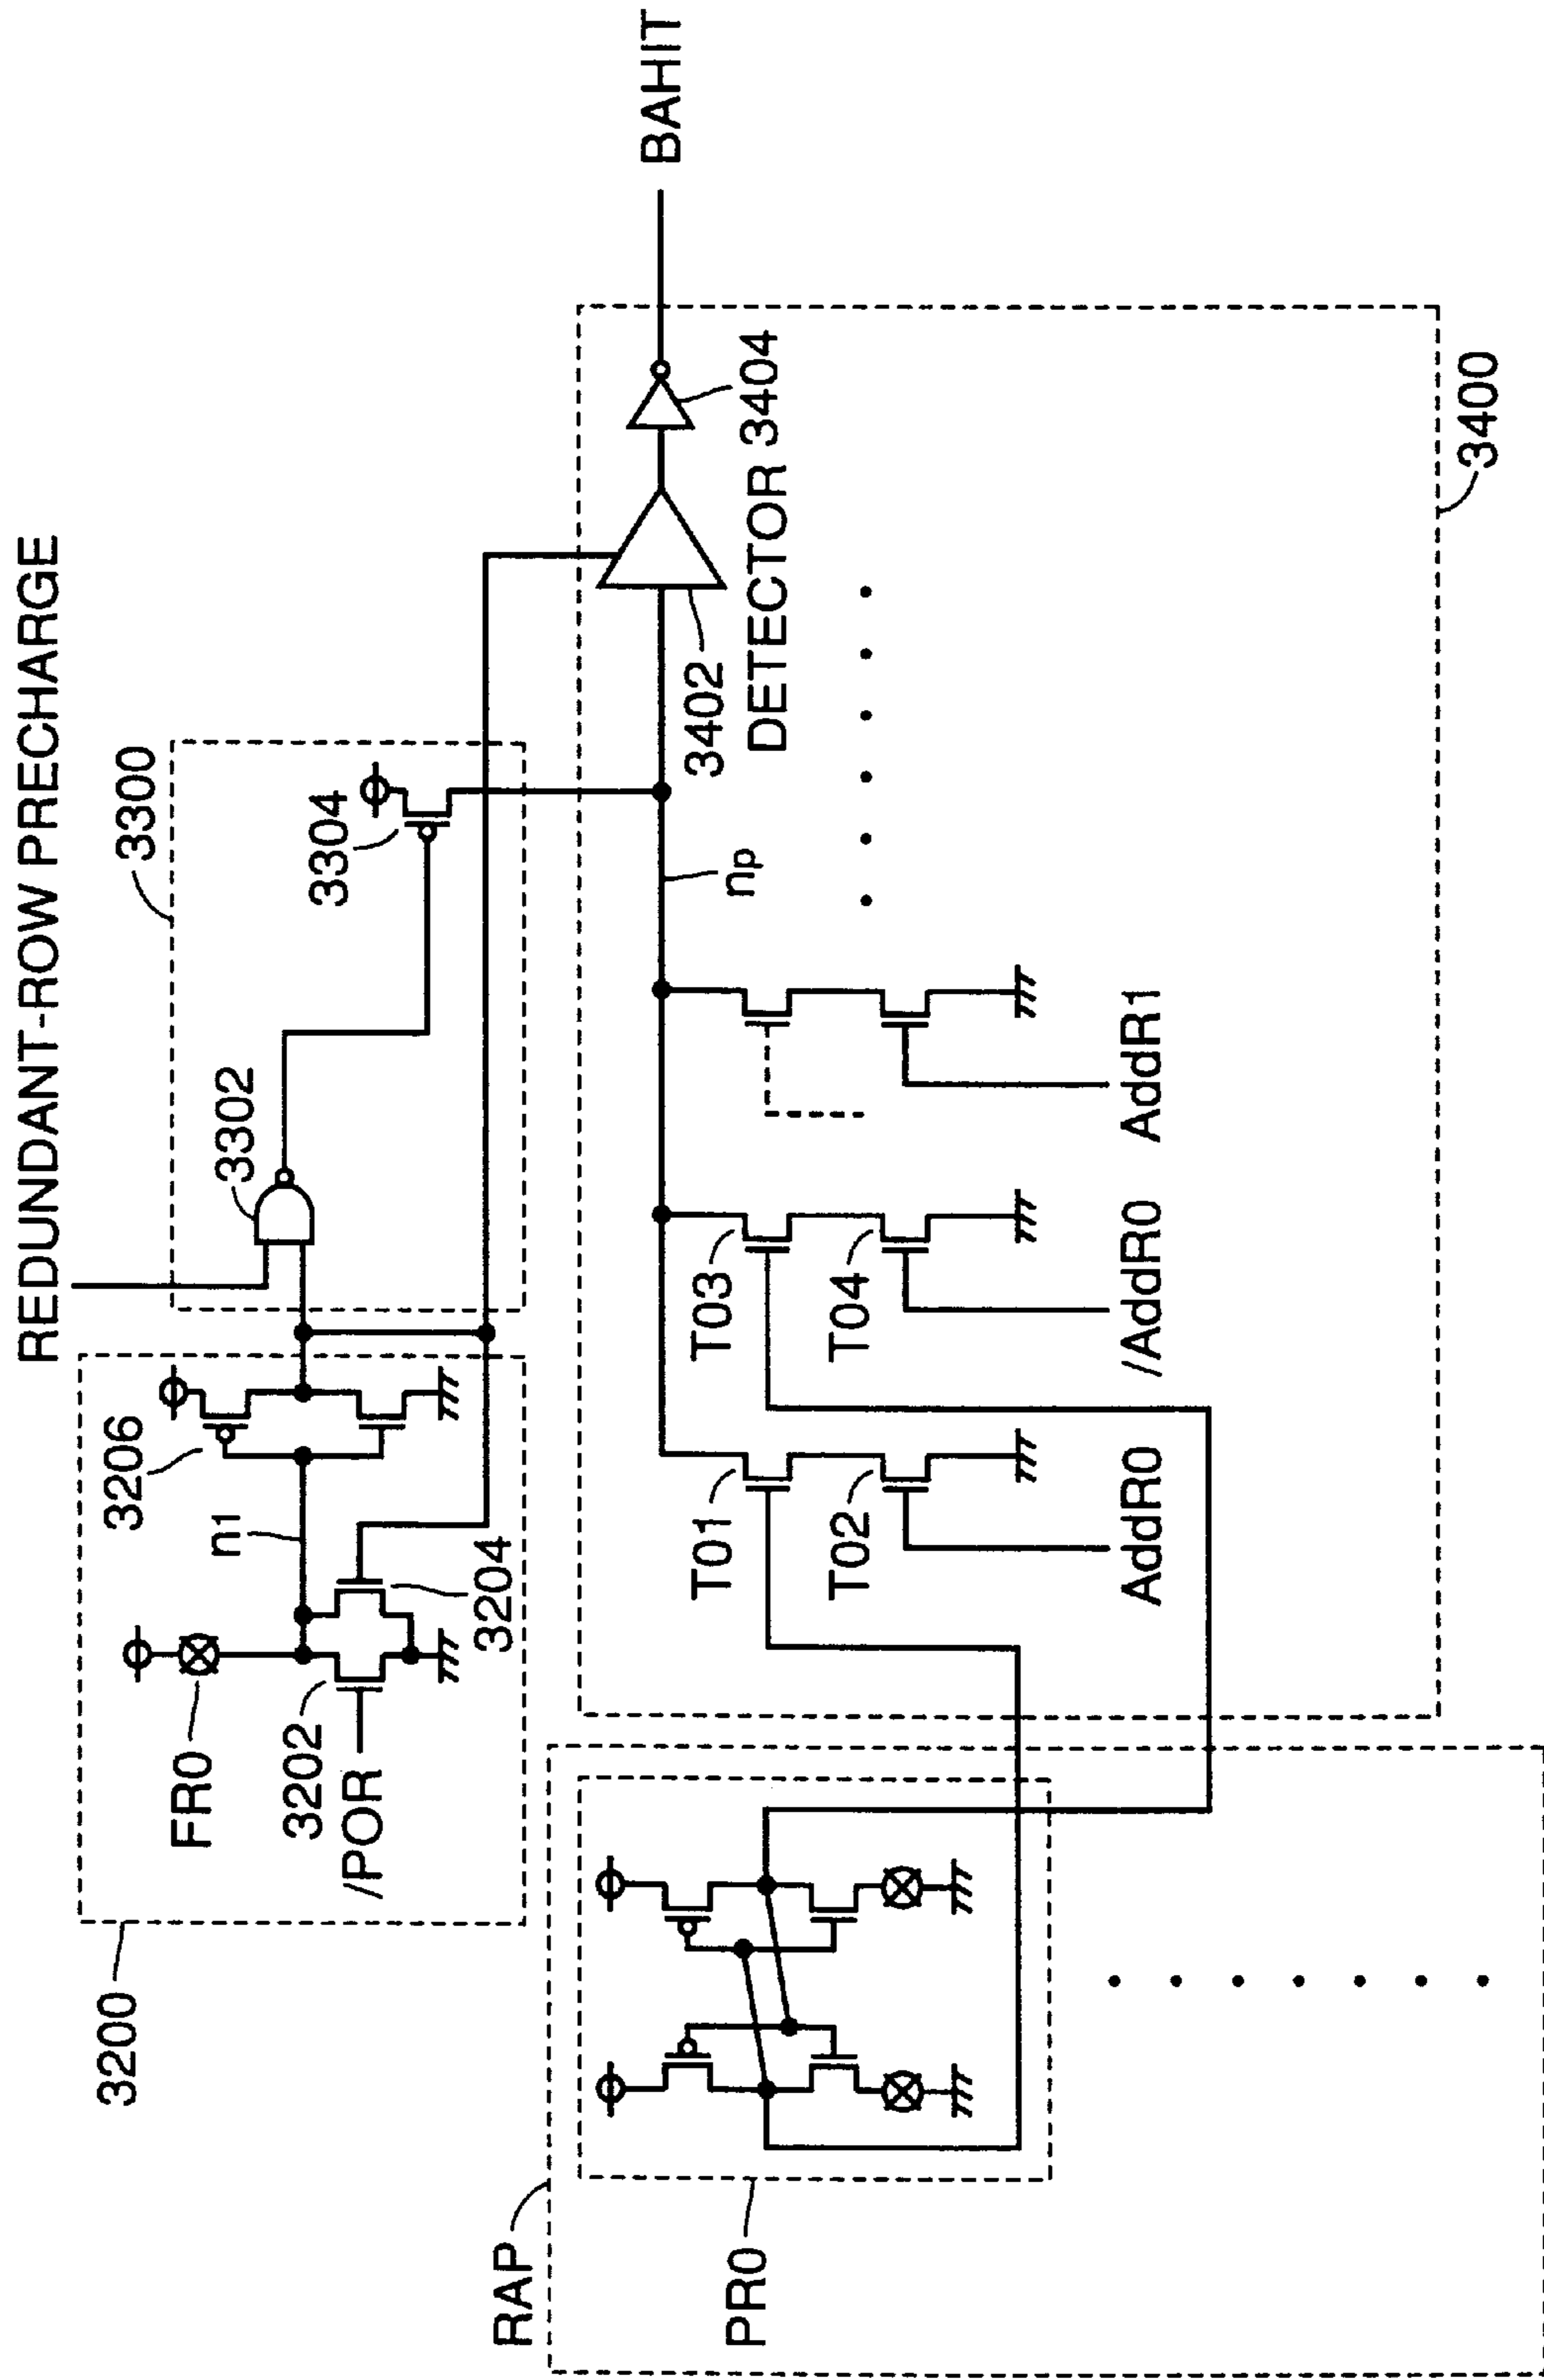 REDUNDANT-ROW PRECHARGE
3200
FR0
3202
/POR
n1
3206
3204
3300
3302
3304
BAHIT
RAP
PR0
T01
T02
AddR0
T03
T04
/AddR0
AddR1
np
3402
DETECTOR
3404
3400